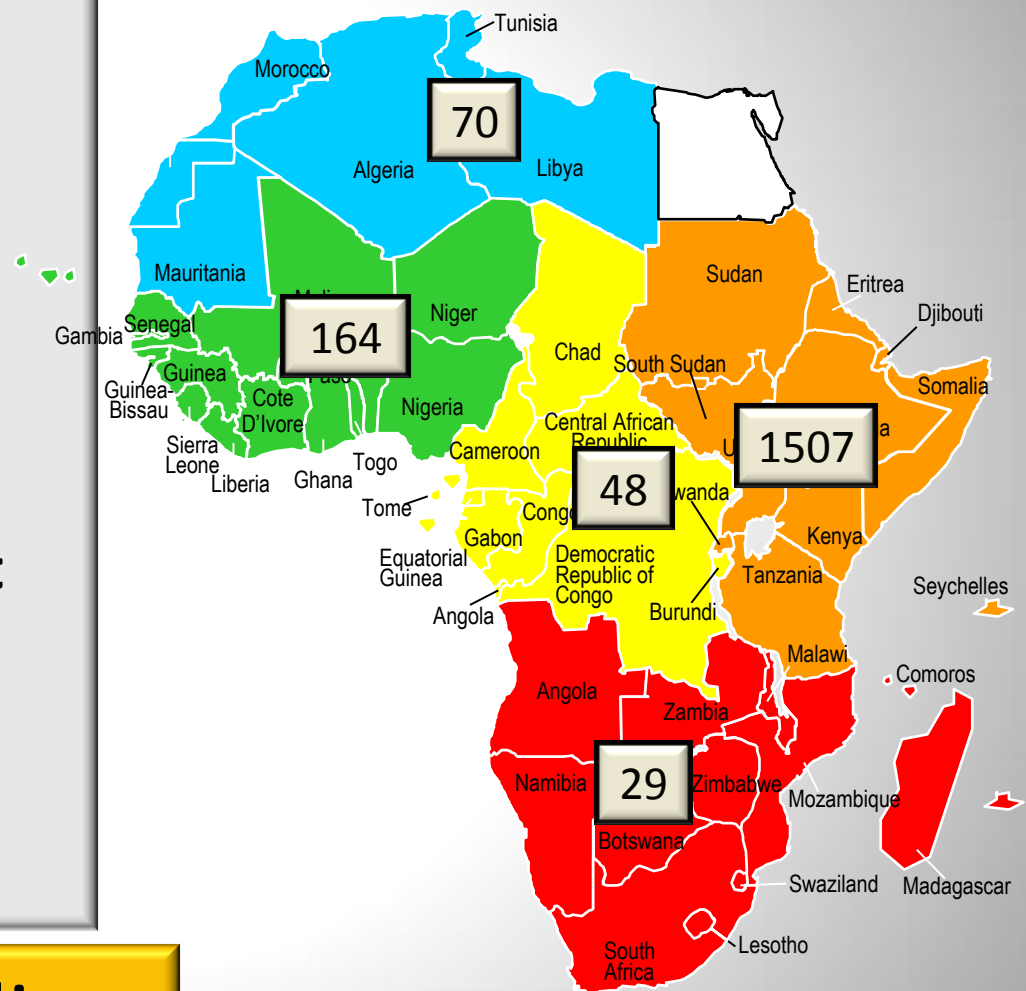 Tunisia
Morocco
70
Algeria
Libya
Mauritania
Sudan
Eritrea
Djibouti
Niger
Senegal
Gambia
164
Chad
South Sudan
Somalia
Guinea
Guinea-
Bissau
Cote
D'Ivore
Nigeria
Central African
Republic
1507
Sierra
Leone
Liberia
Ghana
Togo
Cameroon
48
Tome
Gabon
Kenya
Equatorial
Guinea
Democratic
Republic of
Congo
Tanzania
Seychelles
Angola
Burundi
Malawi
Comoros
Angola
Zambia
Namibia
29
Zimbabwe
Mozambique
Botswana
Swaziland
Madagascar
Lesotho
South
Africa